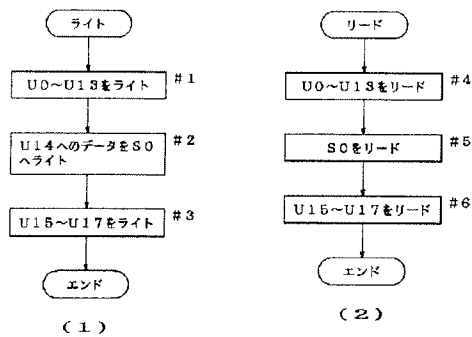 ライト
U0〜U13をライト
#1
U14へのデータをS0
へライト
#2
U15〜U17をライト
#3
エンド
(1)
リード
U0〜U13をリード
#4
S0をリード
#5
U15〜U17をリード
#6
エンド
(2)